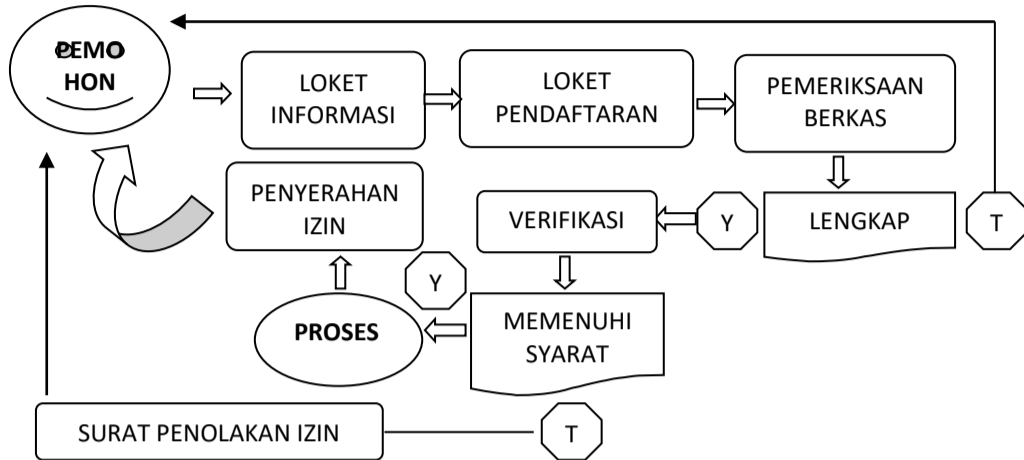 PEMO
HON
LOKET
INFORMASI
LOKET
PENDAFTARAN
PEMERIKSAAN
BERKAS
PENYERAHAN
IZIN
VERIFIKASI
Y
LENGKAP
T
Y
PROSES
MEMENUHI
SYARAT
SURAT PENOLAKAN IZIN
T